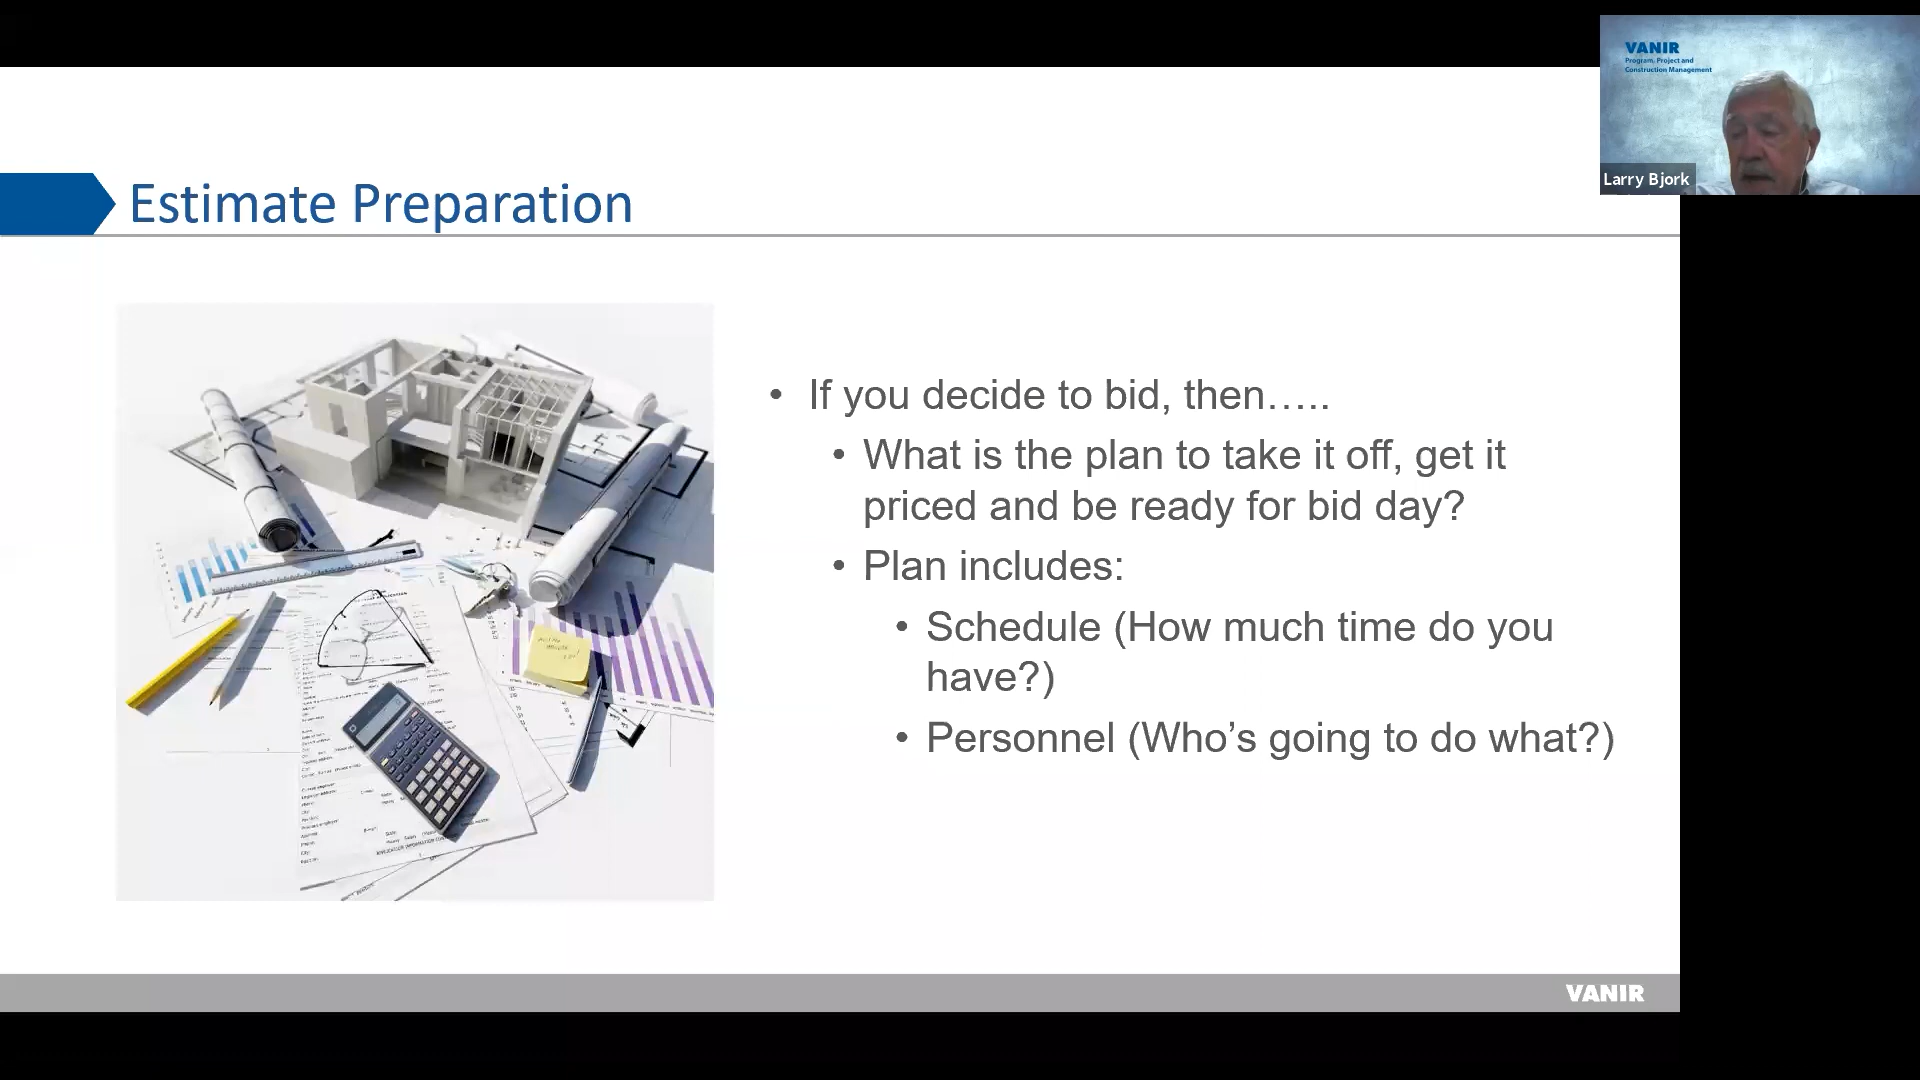 VANIR
Program, Project and
Construction Management
Larry Bjork
Estimate Preparation
• If you decide to bid, then…..
• What is the plan to take it off, get it
priced and be ready for bid day?
• Plan includes:
• Schedule (How much time do you
have?)
• Personnel (Who’s going to do what?)
VANIR